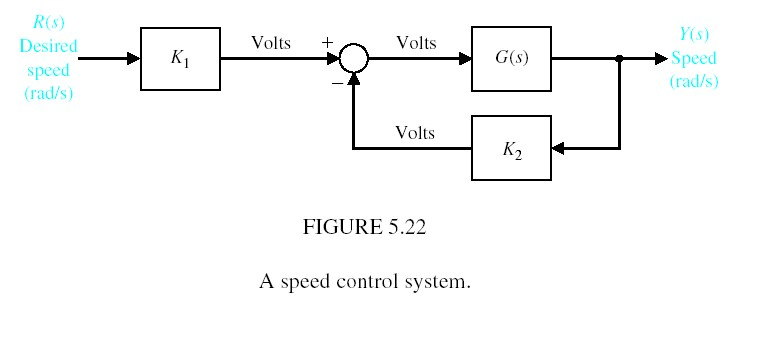 R(s)
Desired
speed
(rad/s)
K₁
Volts
+
−
Volts
G(s)
Y(s)
Speed
(rad/s)
Volts
K₂
FIGURE 5.22
A speed control system.